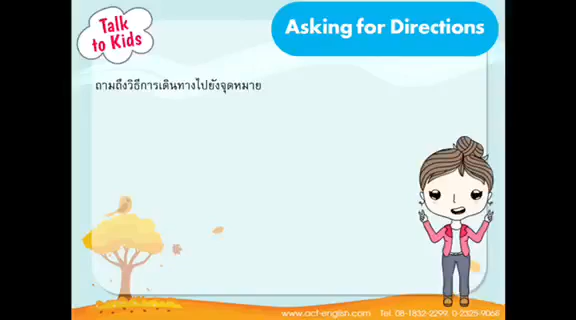 Talk
to Kids
Asking for Directions
ถามถึงวิธีการเดินทางไปยังจุดหมาย
www.act-english.com Tel. 08-1832-2299, 0-2325-9068